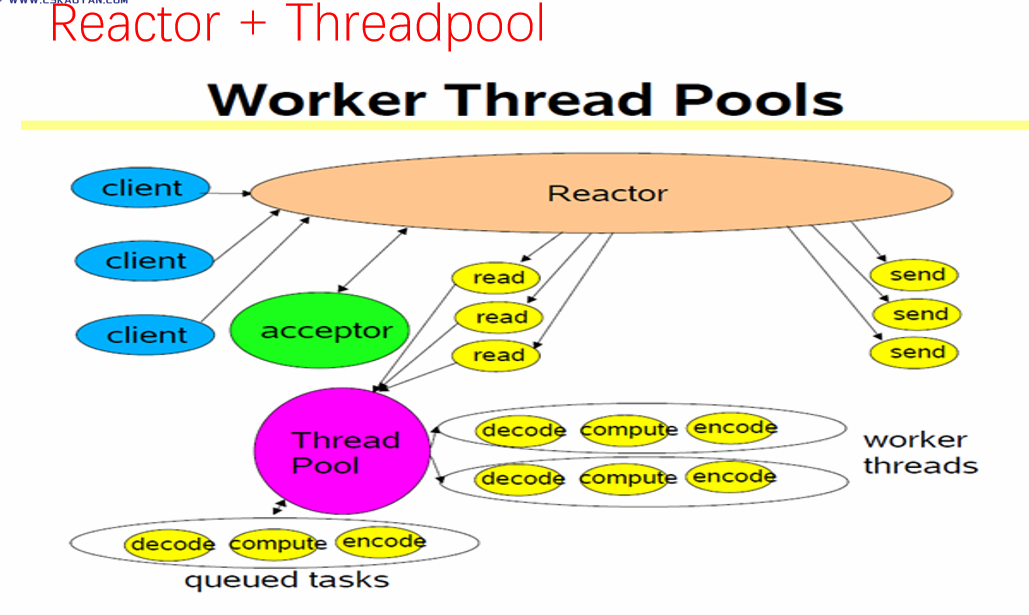 WWW.CSKAOYAN.COM
Reactor + Threadpool
Worker Thread Pools
client
Reactor
client
read
send
read
send
client
acceptor
read
send
Thread
Pool
decode compute encode
decode compute encode
worker
threads
decode compute encode
queued tasks